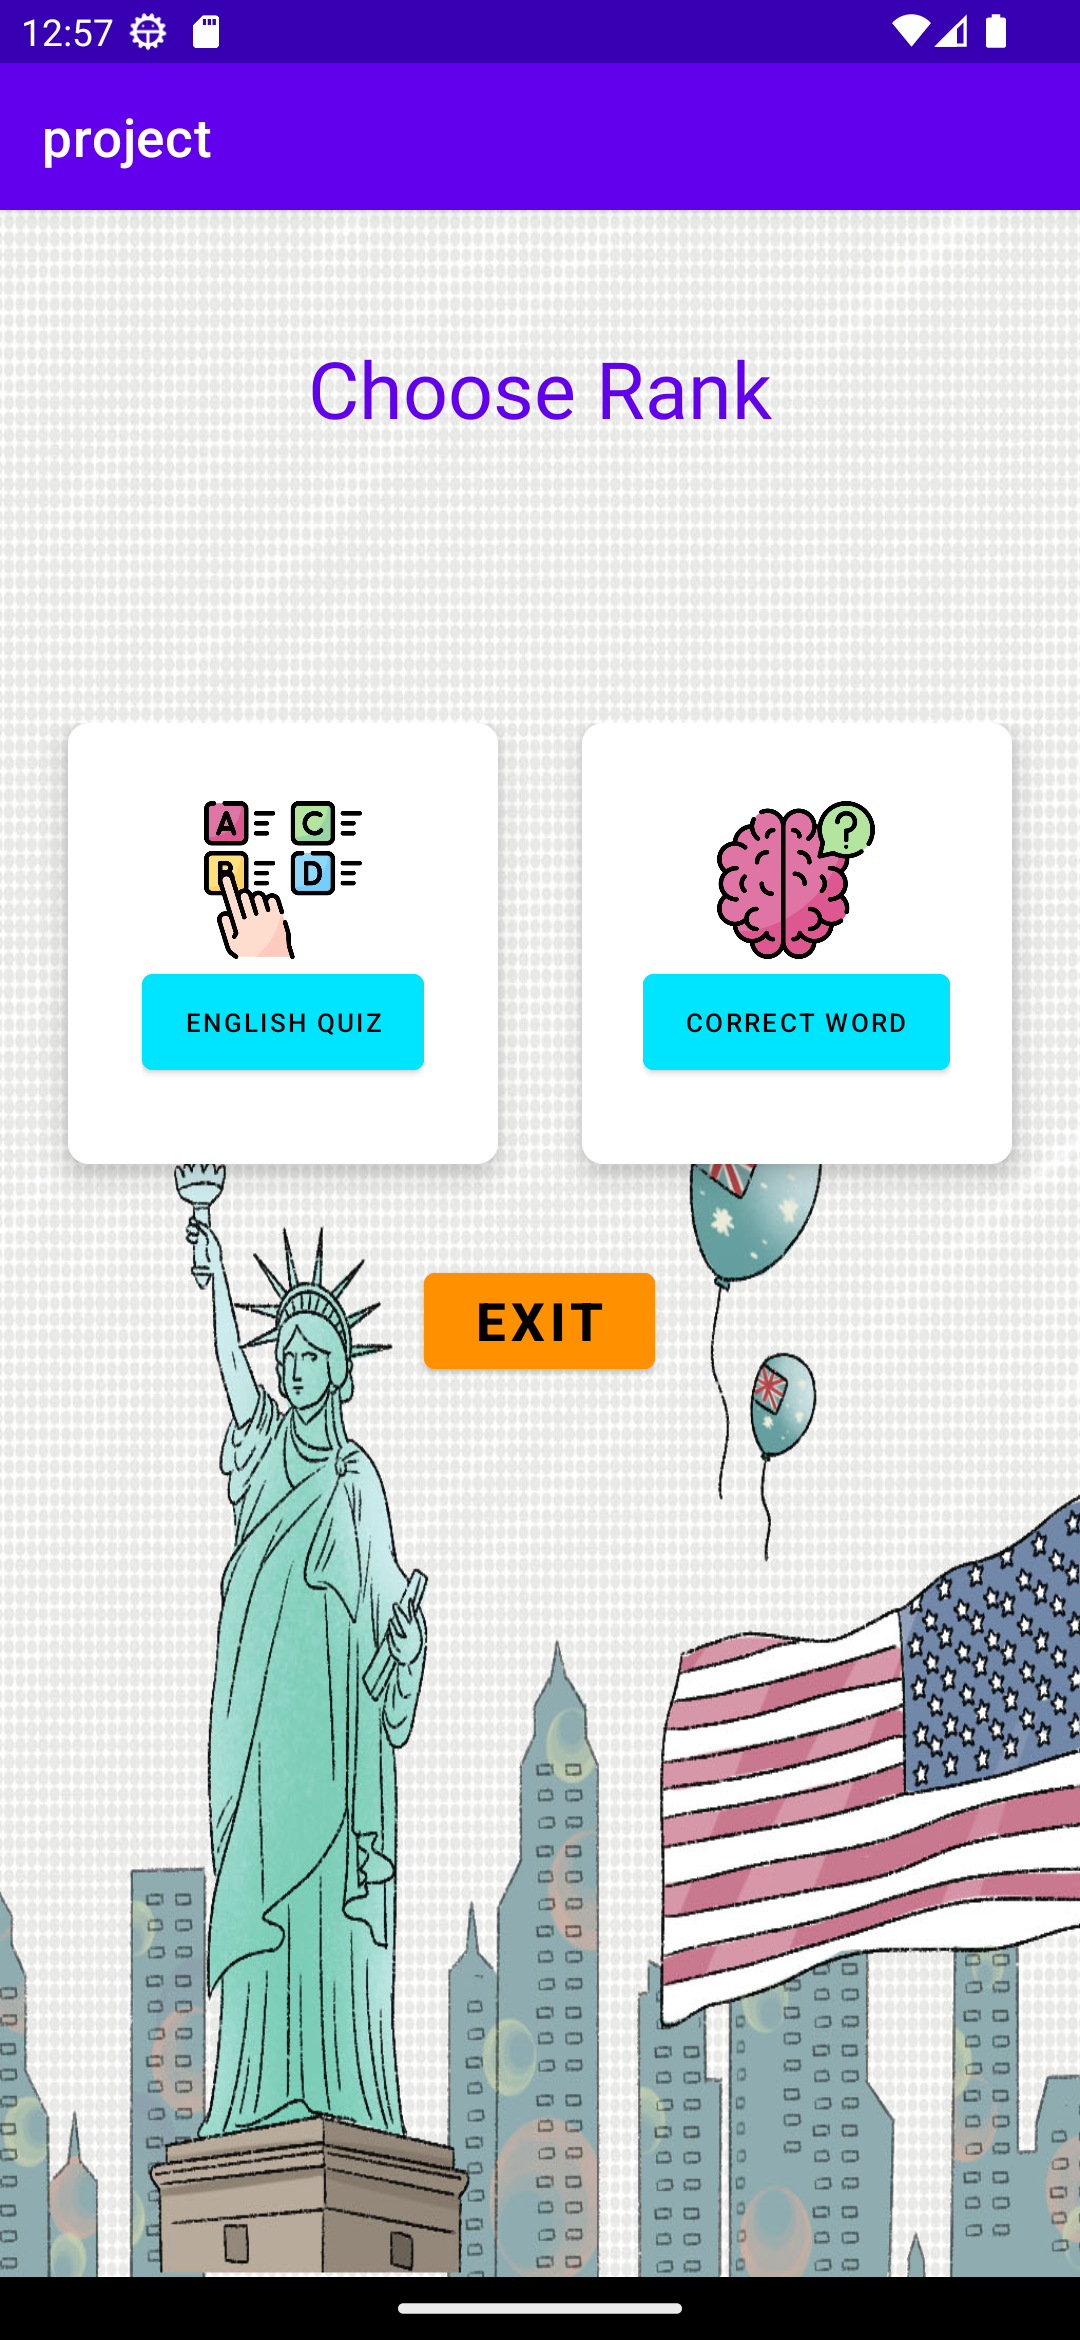 12:57
project
Choose Rank
A C
B D
?
ENGLISH QUIZ
CORRECT WORD
EXIT